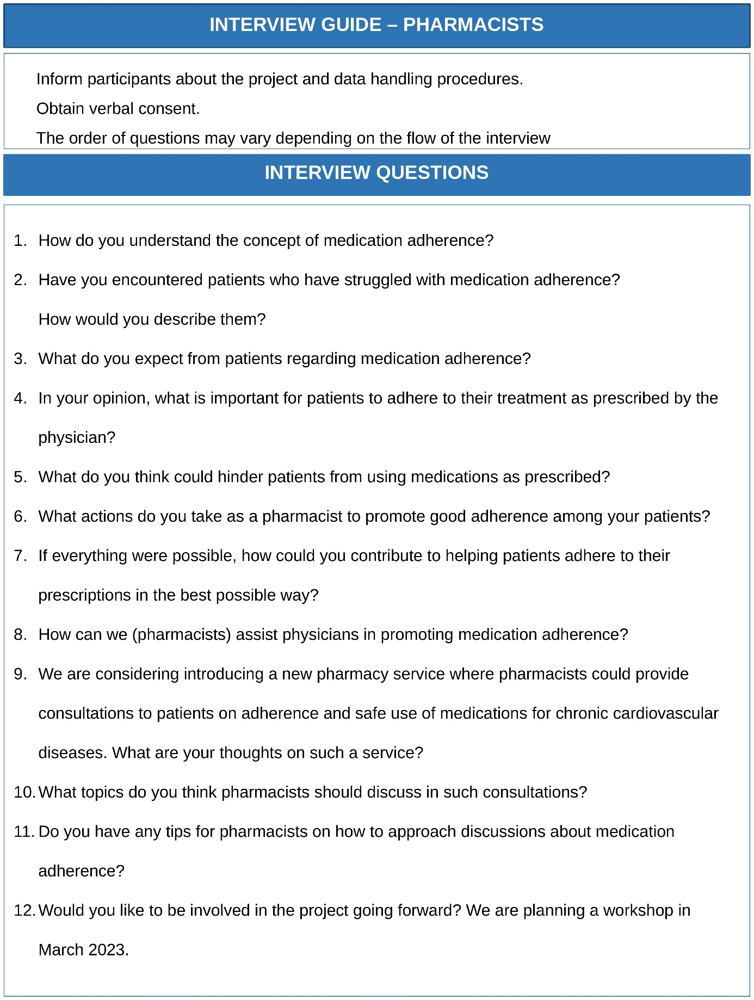 INTERVIEW GUIDE – PHARMACISTS
Inform participants about the project and data handling procedures.
Obtain verbal consent.
The order of questions may vary depending on the flow of the interview
INTERVIEW QUESTIONS
1. How do you understand the concept of medication adherence?
2. Have you encountered patients who have struggled with medication adherence?
How would you describe them?
3. What do you expect from patients regarding medication adherence?
4. In your opinion, what is important for patients to adhere to their treatment as prescribed by the
physician?
5. What do you think could hinder patients from using medications as prescribed?
6. What actions do you take as a pharmacist to promote good adherence among your patients?
7. If everything were possible, how could you contribute to helping patients adhere to their
prescriptions in the best possible way?
8. How can we (pharmacists) assist physicians in promoting medication adherence?
9. We are considering introducing a new pharmacy service where pharmacists could provide
consultations to patients on adherence and safe use of medications for chronic cardiovascular
diseases. What are your thoughts on such a service?
10. What topics do you think pharmacists should discuss in such consultations?
11. Do you have any tips for pharmacists on how to approach discussions about medication
adherence?
12. Would you like to be involved in the project going forward? We are planning a workshop in
March 2023.